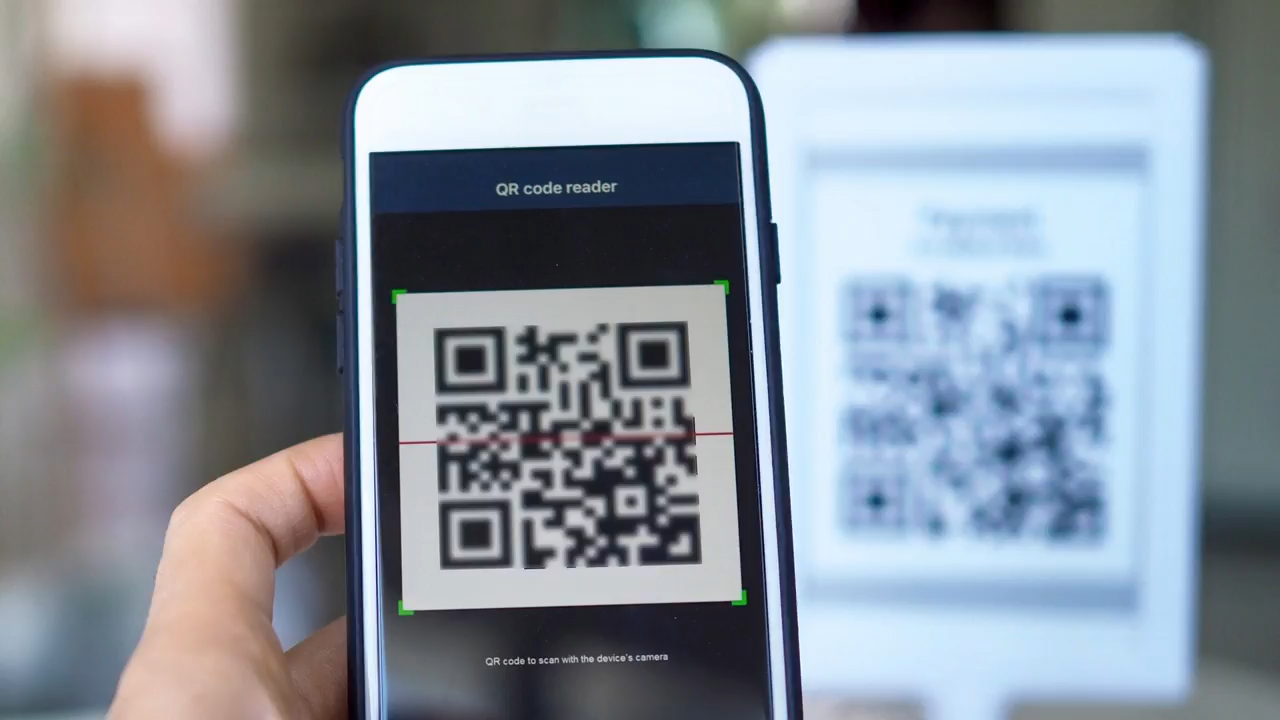 QR code reader
QR code to scan with the device's camera